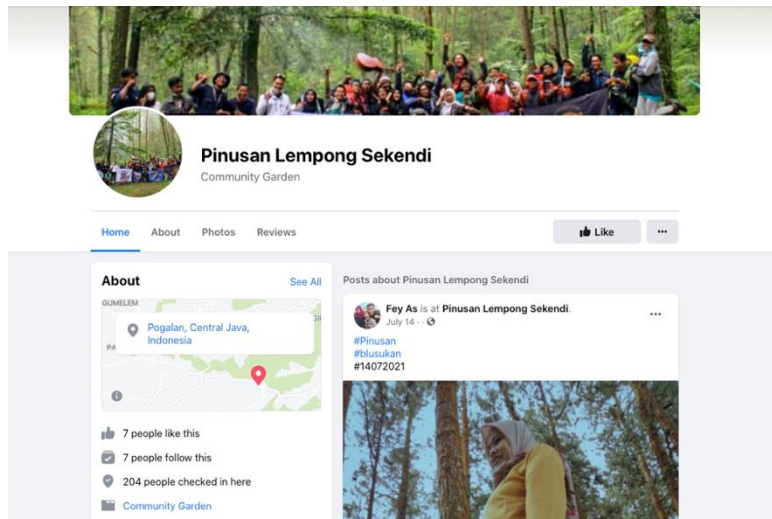 Pinusan Lempong Sekendi
Community Garden
Home About Photos Reviews
Like
About
See All
GUMELEM
Pogalan, Central Java,
Indonesia
7 people like this
7 people follow this
204 people checked in here
Community Garden
Posts about Pinusan Lempong Sekendi
Fey As is at Pinusan Lempong Sekendi.
July 14 ·
#Pinusan
#blusukan
#14072021